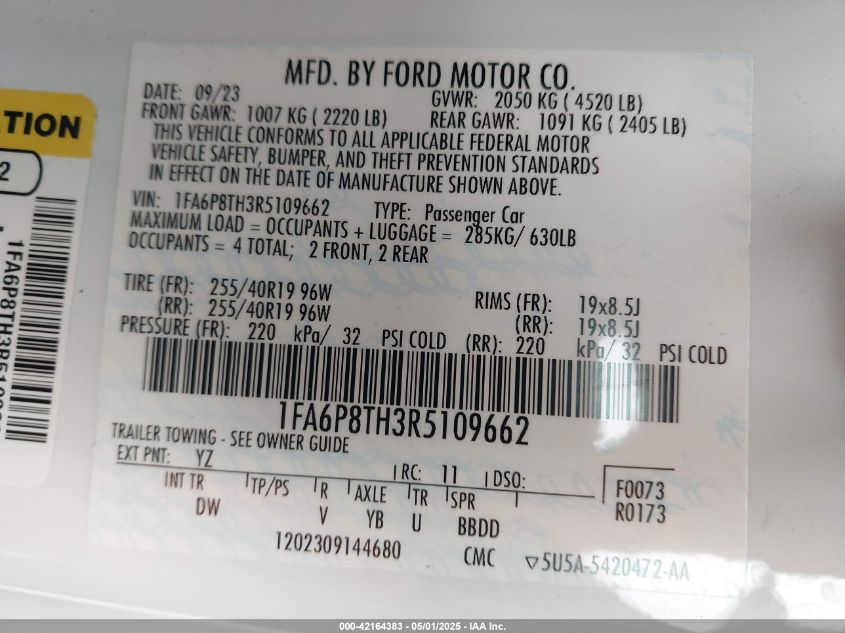 TION
2
1FA6P8TH3R5109662
MFD. BY FORD MOTOR CO.
DATE: 09/23 GVWR: 2050 KG ( 4520 LB)
FRONT GAWR: 1007 KG ( 2220 LB) REAR GAWR: 1091 KG ( 2405 LB)
THIS VEHICLE CONFORMS TO ALL APPLICABLE FEDERAL MOTOR
VEHICLE SAFETY, BUMPER, AND THEFT PREVENTION STANDARDS
IN EFFECT ON THE DATE OF MANUFACTURE SHOWN ABOVE.
VIN: 1FA6P8TH3R5109662 TYPE: Passenger Car
MAXIMUM LOAD = OCCUPANTS + LUGGAGE = 285KG/ 630LB
OCCUPANTS = 4 TOTAL; 2 FRONT, 2 REAR
TIRE (FR): 255/40R19 96W RIMS (FR): 19x8.5J
(RR): 255/40R19 96W (RR): 19x8.5J
PRESSURE (FR): 220 kPa/ 32 PSI COLD (RR): 220 kPa/ 32 PSI COLD
1FA6P8TH3R5109662
TRAILER TOWING - SEE OWNER GUIDE
EXT PNT: YZ RC: 11 DSO:
INT TR TP/PS R AXLE TR SPR F0073
DW V YB U BBDD R0173
1202309144680 CMC ▽5U5A-5420472-AA
000-42164383 - 05/01/2025 - IAA Inc.